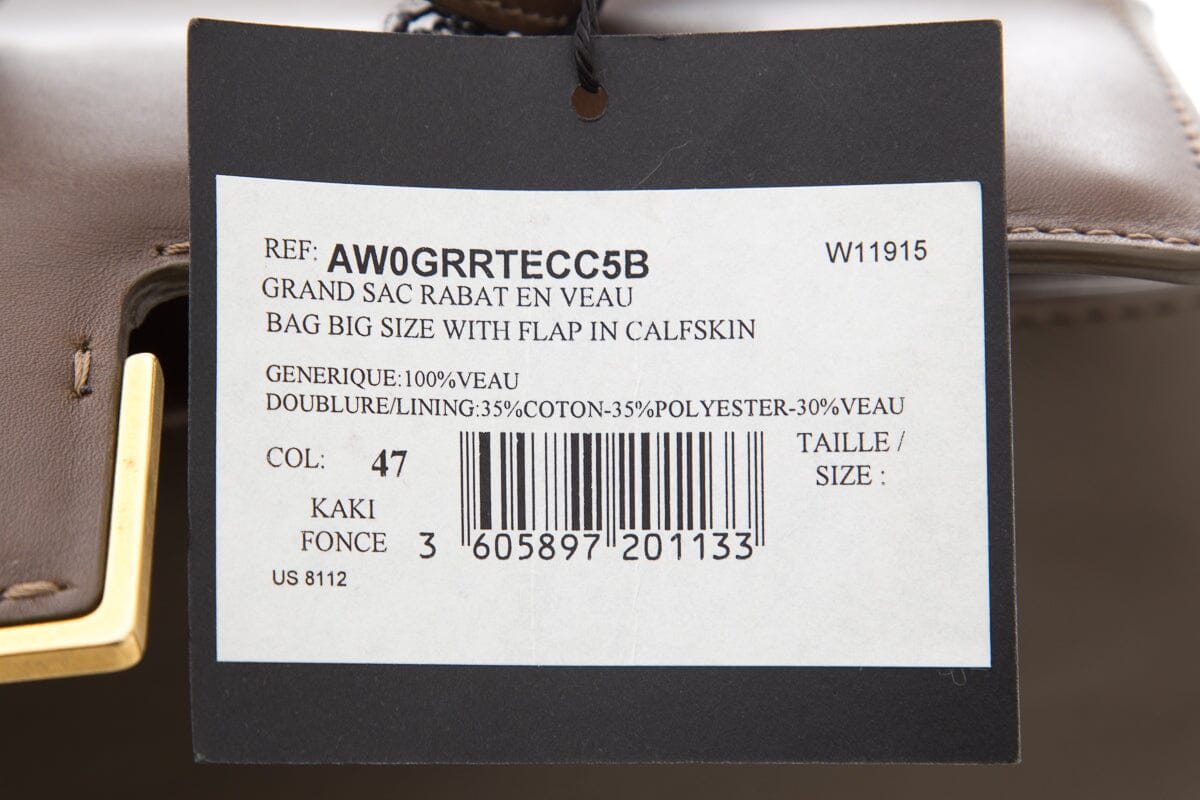 REF: AW0GRRTECC5B W11915
GRAND SAC RABAT EN VEAU
BAG BIG SIZE WITH FLAP IN CALFSKIN
GENERIQUE:100%VEAU
DOUBLURE/LINING:35%COTON-35%POLYESTER-30%VEAU
COL: 47
KAKI
FONCE
US 8112
3 605897 201133
TAILLE /
SIZE :